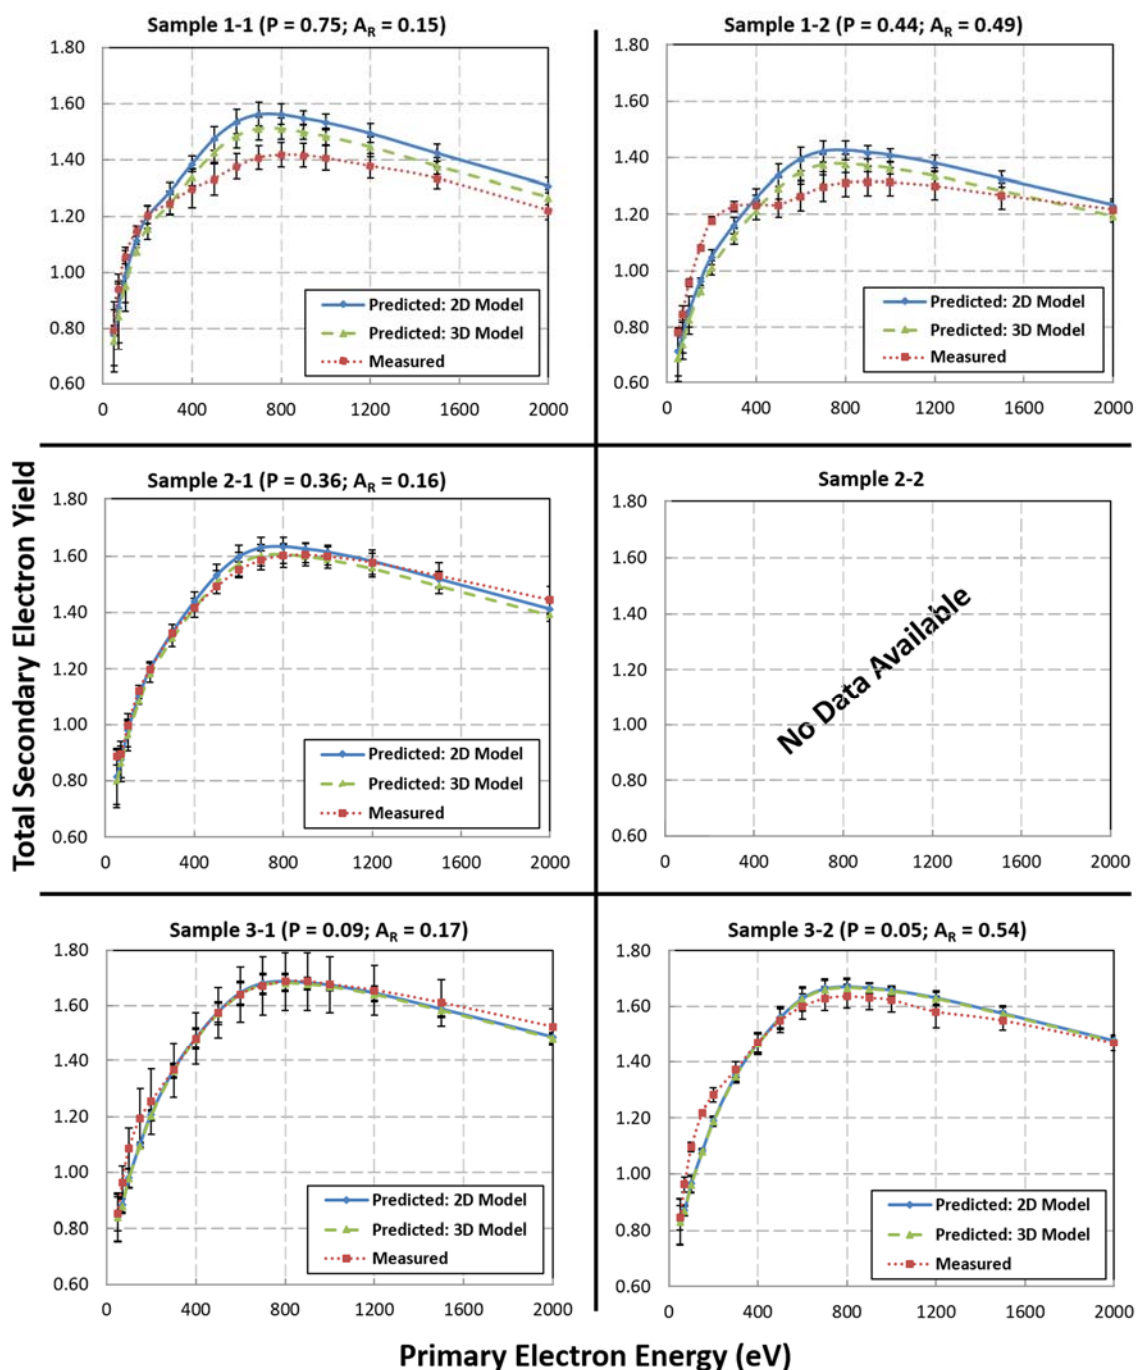 Sample 1-1 (P = 0.75; A_R = 0.15)
1.80
1.60
1.40
1.20
1.00
0.80
0.60
0 400 800 1200 1600 2000
Predicted: 2D Model
Predicted: 3D Model
Measured
Sample 1-2 (P = 0.44; A_R = 0.49)
1.80
1.60
1.40
1.20
1.00
0.80
0.60
0 400 800 1200 1600 2000
Predicted: 2D Model
Predicted: 3D Model
Measured
Total Secondary Electron Yield
Sample 2-1 (P = 0.36; A_R = 0.16)
1.80
1.60
1.40
1.20
1.00
0.80
0.60
0 400 800 1200 1600 2000
Predicted: 2D Model
Predicted: 3D Model
Measured
Sample 2-2
1.80
1.60
1.40
1.20
1.00
0.80
0.60
0 400 800 1200 1600 2000
No Data Available
Sample 3-1 (P = 0.09; A_R = 0.17)
1.80
1.60
1.40
1.20
1.00
0.80
0.60
0 400 800 1200 1600 2000
Predicted: 2D Model
Predicted: 3D Model
Measured
Sample 3-2 (P = 0.05; A_R = 0.54)
1.80
1.60
1.40
1.20
1.00
0.80
0.60
0 400 800 1200 1600 2000
Predicted: 2D Model
Predicted: 3D Model
Measured
Primary Electron Energy (eV)